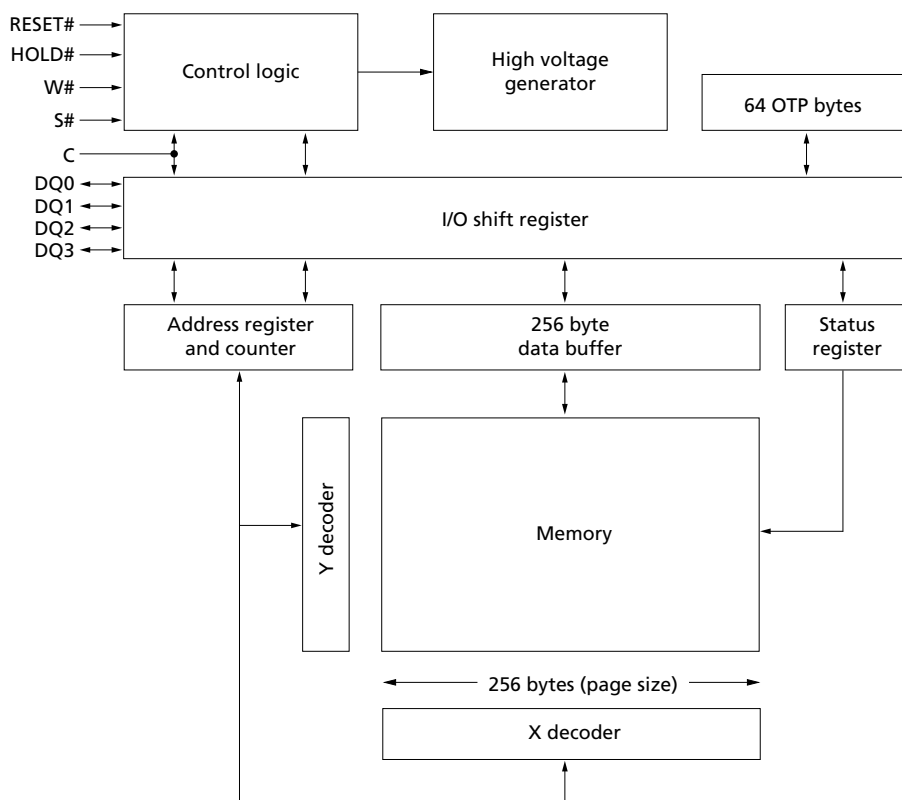 RESET#
HOLD#
W#
S#
C
Control logic
High voltage
generator
64 OTP bytes
DQ0
DQ1
DQ2
DQ3
I/O shift register
Address register
and counter
256 byte
data buffer
Status
register
Y decoder
Memory
256 bytes (page size)
X decoder